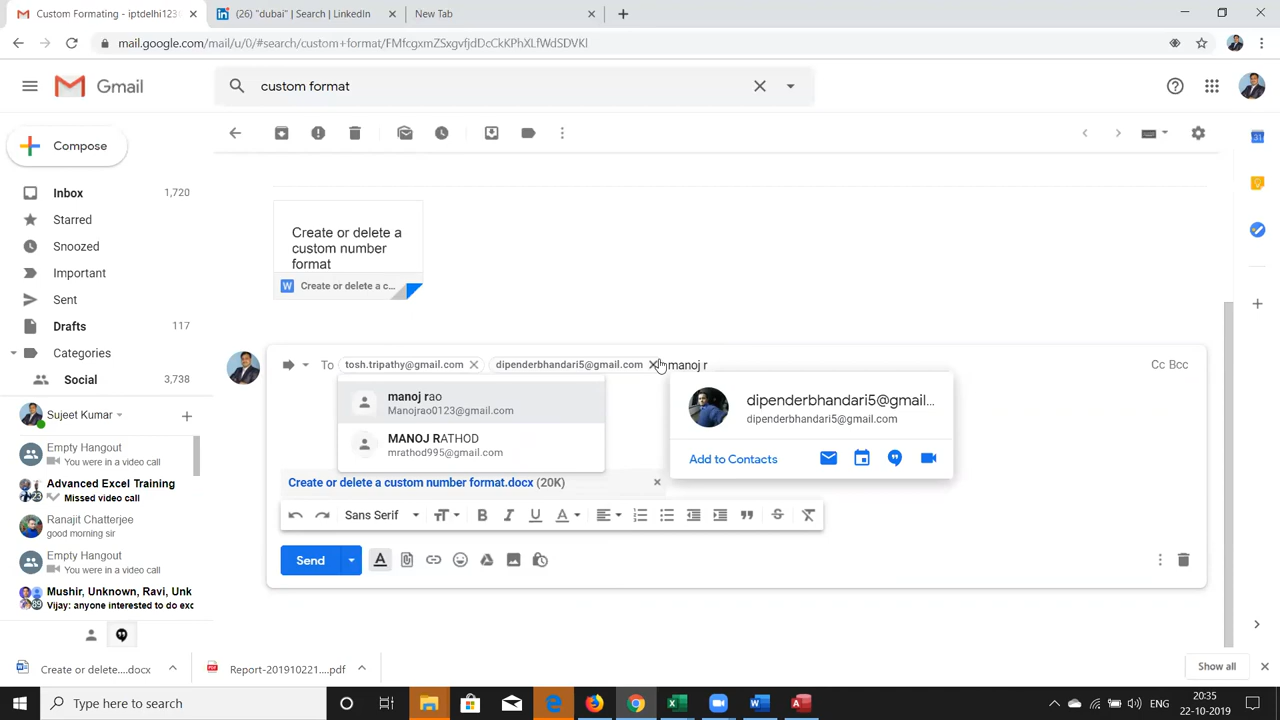 Custom Formating - iptdelhi123
(26) "dubai" | Search | LinkedIn
New Tab
mail.google.com/mail/u/0/#search/custom+format/FMfcgxmZSxgvfjdDcCkKPhXLfWdSDVKl
Gmail
custom format
Compose
Inbox 1,720
Starred
Snoozed
Important
Sent
Drafts 117
Categories
Social 3,738
Sujeet Kumar
Empty Hangout
You were in a video call
Advanced Excel Training
Missed video call
Ranajit Chatterjee
good morning sir
Empty Hangout
You were in a video call
Mushir, Unknown, Ravi, Unk
Vijay: anyone interested to do exc
Create or delete a
custom number
format
W Create or delete a c...
To tosh.tripathy@gmail.com dipenderbhandari5@gmail.com manoj r
Cc Bcc
manoj rao
Manojrao0123@gmail.com
MANOJ RATHOD
mrathod995@gmail.com
dipenderbhandari5@gmail...
dipenderbhandari5@gmail.com
Add to Contacts
Create or delete a custom number format.docx (20K)
Sans Serif
Send
Create or delete....docx
Report-201910221....pdf
Show all
Type here to search
ENG
20:35
22-10-2019